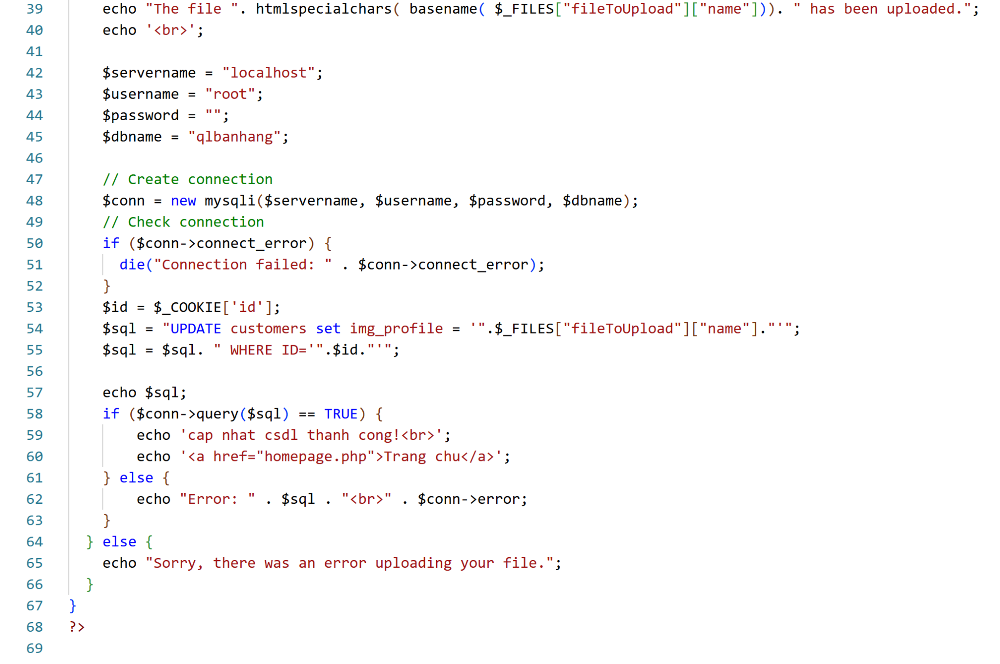 39 echo "The file ". htmlspecialchars( basename( $_FILES["fileToUpload"]["name"])). " has been uploaded.";
40 echo '<br>';
41
42 $servername = "localhost";
43 $username = "root";
44 $password = "";
45 $dbname = "qlbanhang";
46
47 // Create connection
48 $conn = new mysqli($servername, $username, $password, $dbname);
49 // Check connection
50 if ($conn->connect_error) {
51 die("Connection failed: " . $conn->connect_error);
52 }
53 $id = $_COOKIE['id'];
54 $sql = "UPDATE customers set img_profile = '".$_FILES["fileToUpload"]["name"]."'";
55 $sql = $sql. " WHERE ID='".$id."'";
56
57 echo $sql;
58 if ($conn->query($sql) == TRUE) {
59 echo 'cap nhat csdl thanh cong!<br>';
60 echo '<a href="homepage.php">Trang chu</a>';
61 } else {
62 echo "Error: " . $sql . "<br>" . $conn->error;
63 }
64 } else {
65 echo "Sorry, there was an error uploading your file.";
66 }
67 }
68 ?>
69